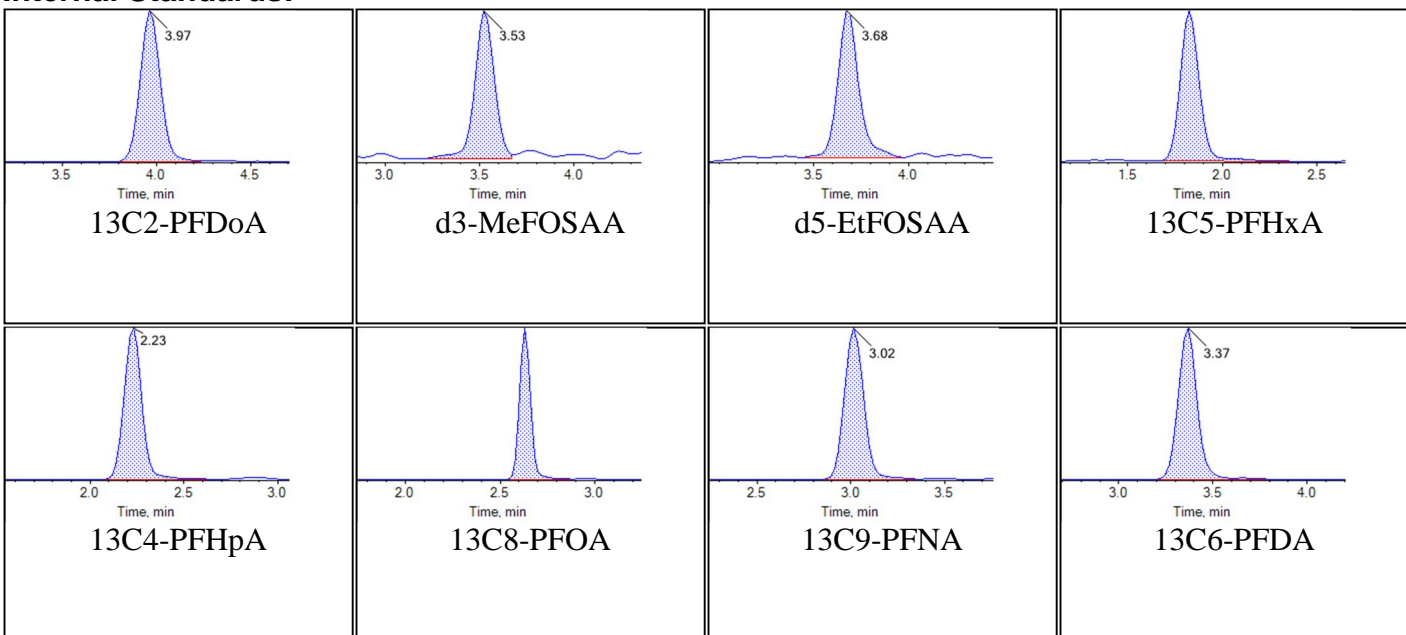 Internal Standards:
3.97
3.5 4.0 4.5
Time, min
13C2-PFDoA
3.53
3.0 3.5 4.0
Time, min
d3-MeFOSAA
3.68
3.5 4.0
Time, min
d5-EtFOSAA
1.5 2.0 2.5
Time, min
13C5-PFHxA
2.23
2.0 2.5 3.0
Time, min
13C4-PFHpA
2.0 2.5 3.0
Time, min
13C8-PFOA
3.02
2.5 3.0 3.5
Time, min
13C9-PFNA
3.37
3.0 3.5 4.0
Time, min
13C6-PFDA